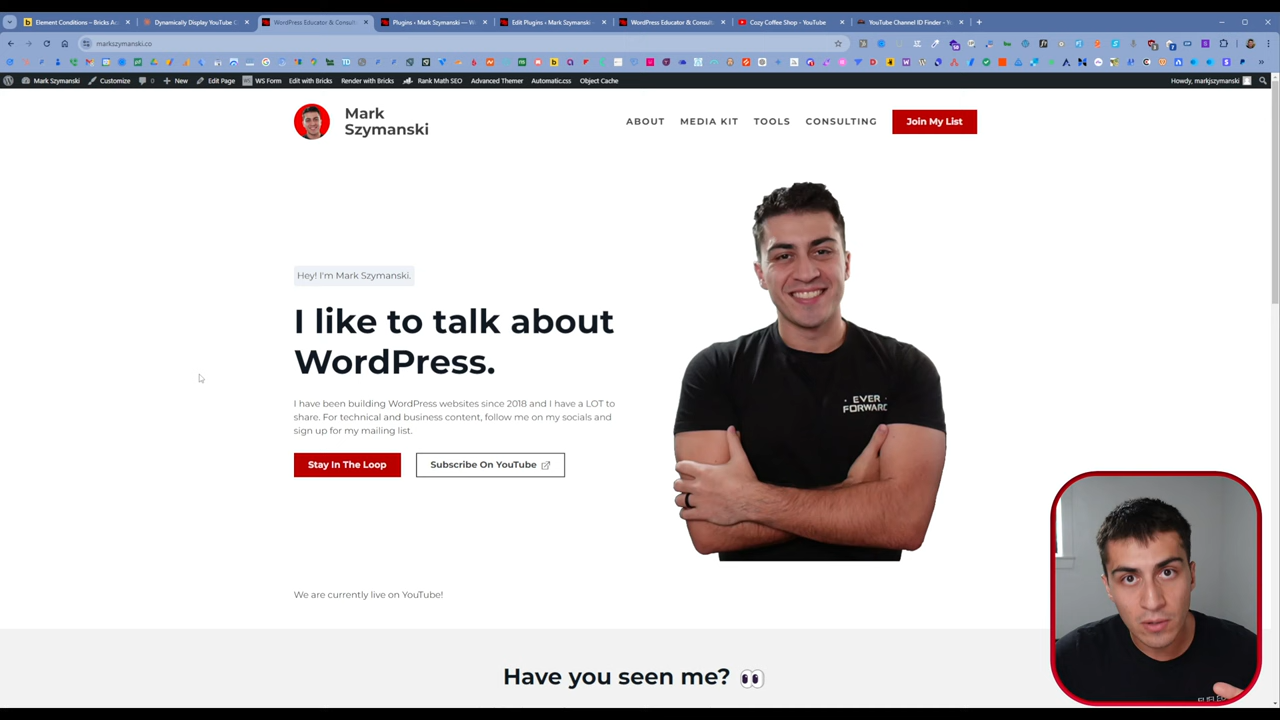 Element Conditions – Bricks Ac
Dynamically Display YouTube C
WordPress Educator & Consult
Plugins ‹ Mark Szymanski — W
Edit Plugins ‹ Mark Szymanski
WordPress Educator & Consult
Cozy Coffee Shop - YouTube
YouTube Channel ID Finder - Y
markszymanski.co
Mark Szymanski
Customize
0
New
Edit Page
WS Form
Edit with Bricks
Render with Bricks
Rank Math SEO
Advanced Themer
Automatic.css
Object Cache
Howdy, markjszymanski
Mark
Szymanski
ABOUT
MEDIA KIT
TOOLS
CONSULTING
Join My List
Hey! I'm Mark Szymanski.
I like to talk about
WordPress.
I have been building WordPress websites since 2018 and I have a LOT to
share. For technical and business content, follow me on my socials and
sign up for my mailing list.
Stay In The Loop
Subscribe On YouTube
EVER
FORWARD
We are currently live on YouTube!
Have you seen me? 👀